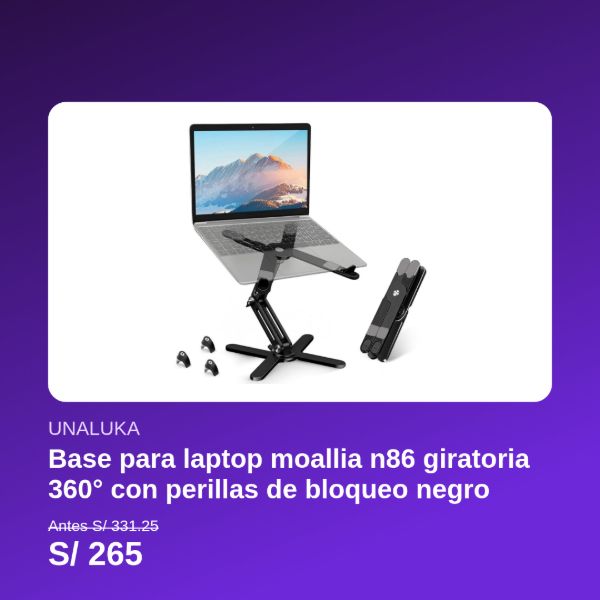 UNALUKA
Base para laptop moallia n86 giratoria
360° con perillas de bloqueo negro
Antes S/ 331.25
S/ 265